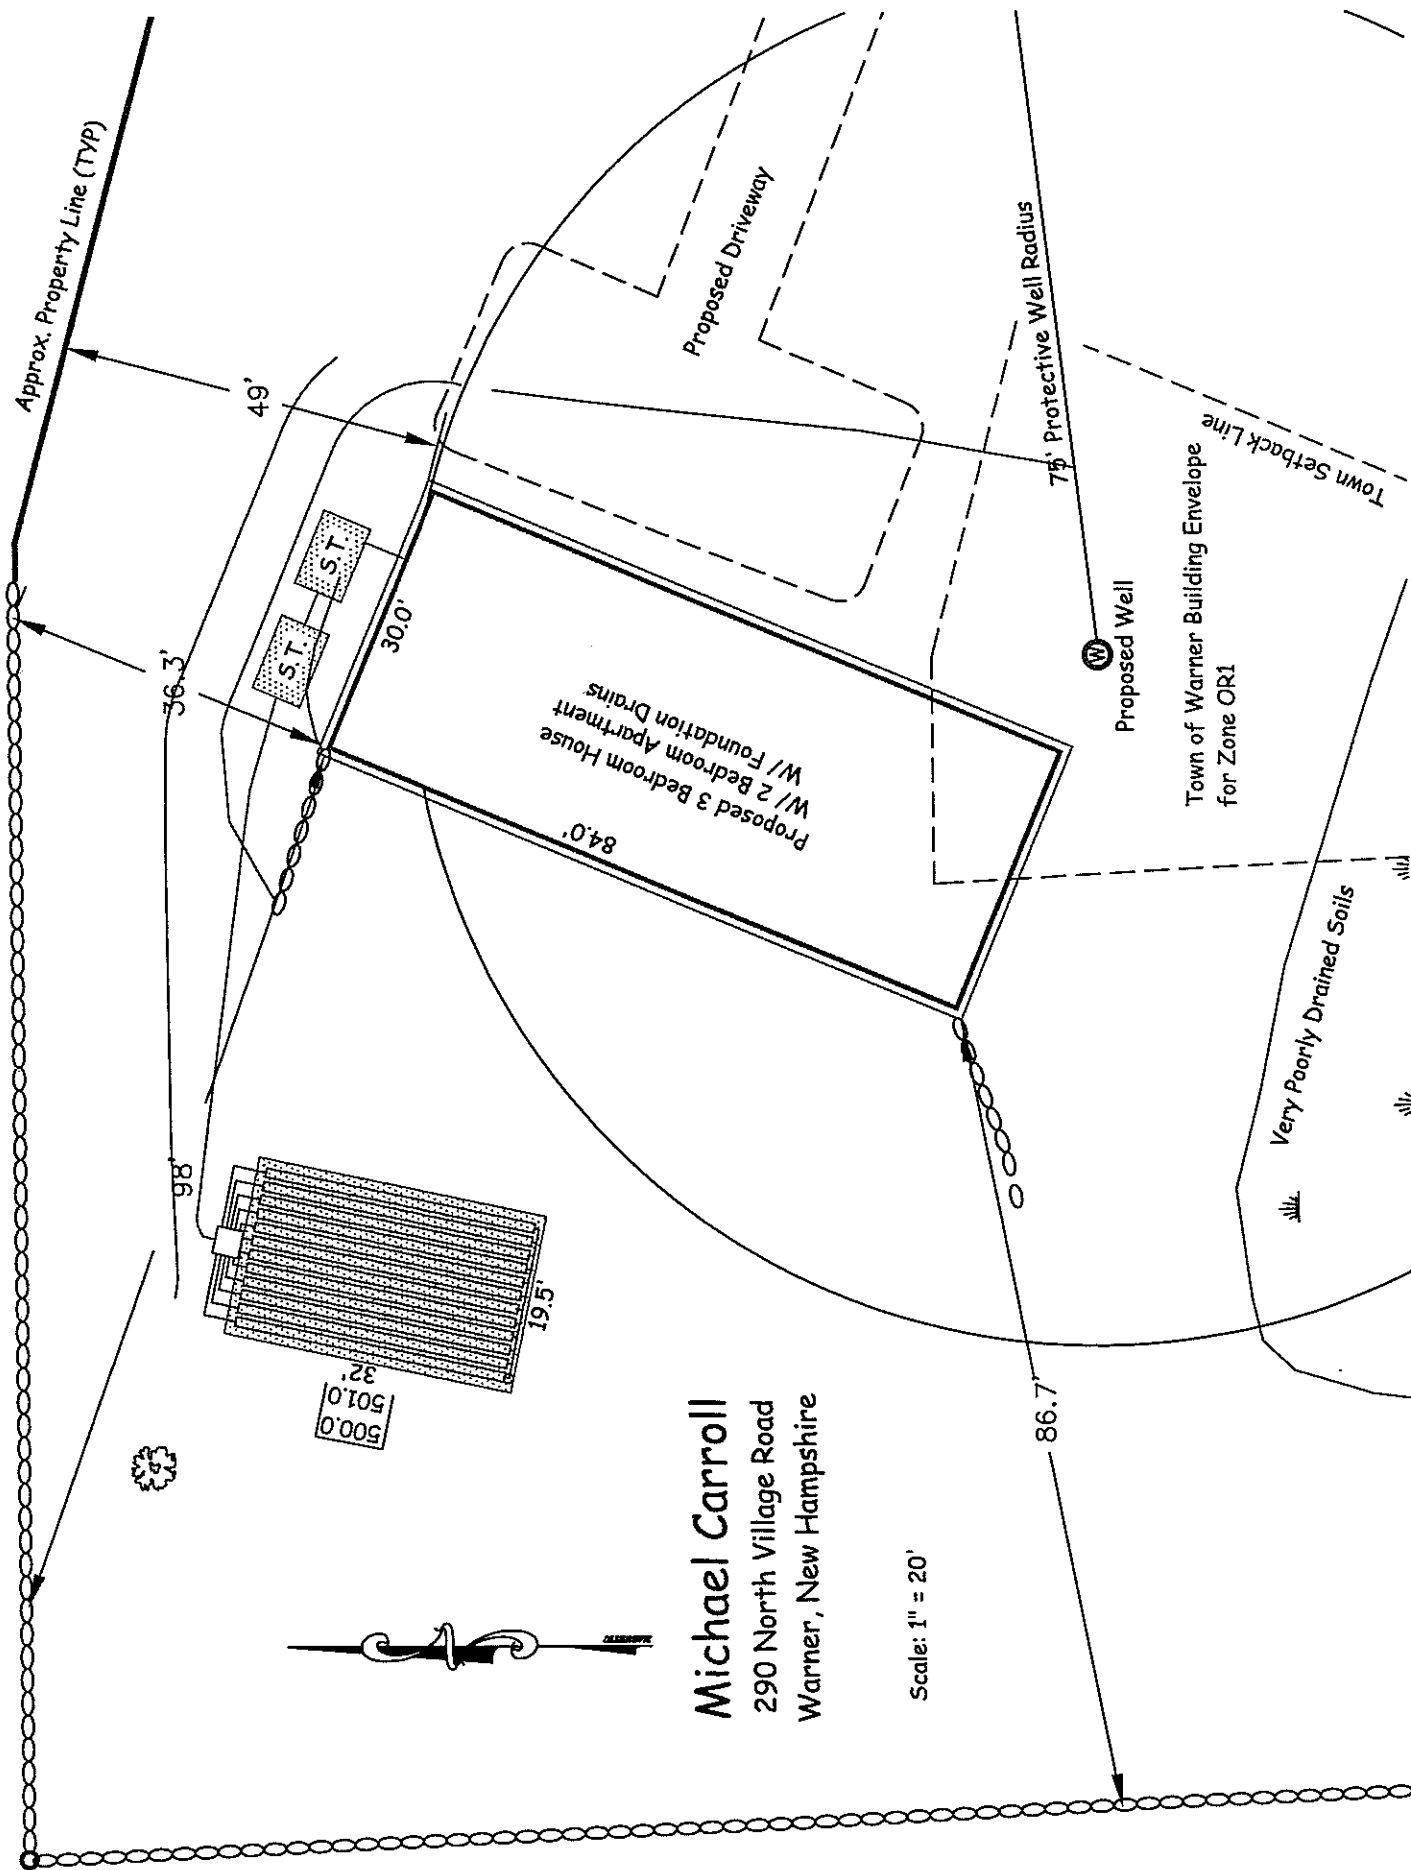 Approx. Property Line (TYP)
49'
36.3'
S.T.
S.T.
30.0'
Proposed Driveway
75' Protective Well Radius
Town Setback Line
Town of Warner Building Envelope
for Zone OR1
W
Proposed Well
Proposed 3 Bedroom House
W/ 2 Bedroom Apartment
W/ Foundation Drains
84.0'
Very Poorly Drained Soils
98'
19.5'
32'
501.0
500.0
86.7'
N
Michael Carroll
290 North Village Road
Warner, New Hampshire
Scale: 1" = 20'